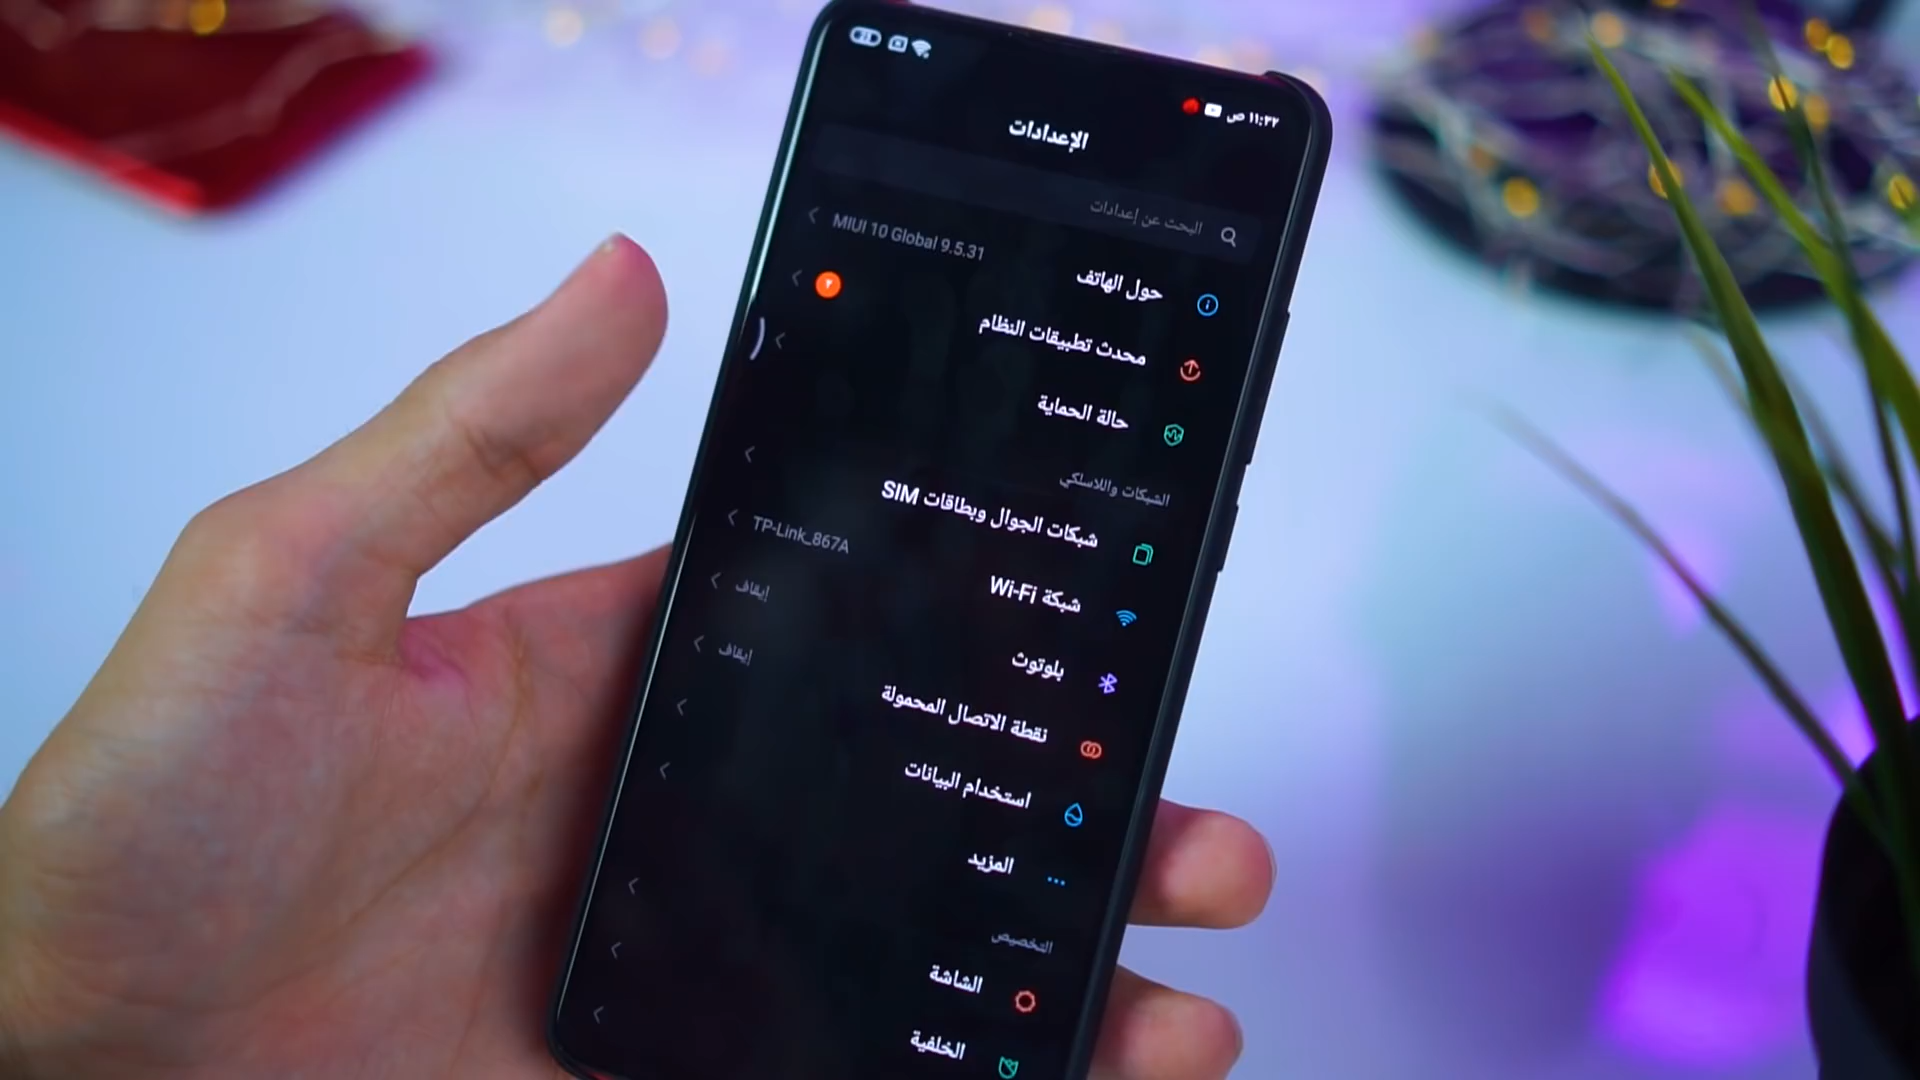 ١١:٣٢ ص
الإعدادات
البحث عن إعدادات
حول الهاتف MIUI 10 Global 9.5.31
محدث تطبيقات النظام ٢
حالة الحماية
الشبكات واللاسلكي
شبكات الجوال وبطاقات SIM
شبكة Wi-Fi TP-Link_867A
بلوتوث إيقاف
نقطة الاتصال المحمولة إيقاف
استخدام البيانات
المزيد
التخصيص
الشاشة
الخلفية